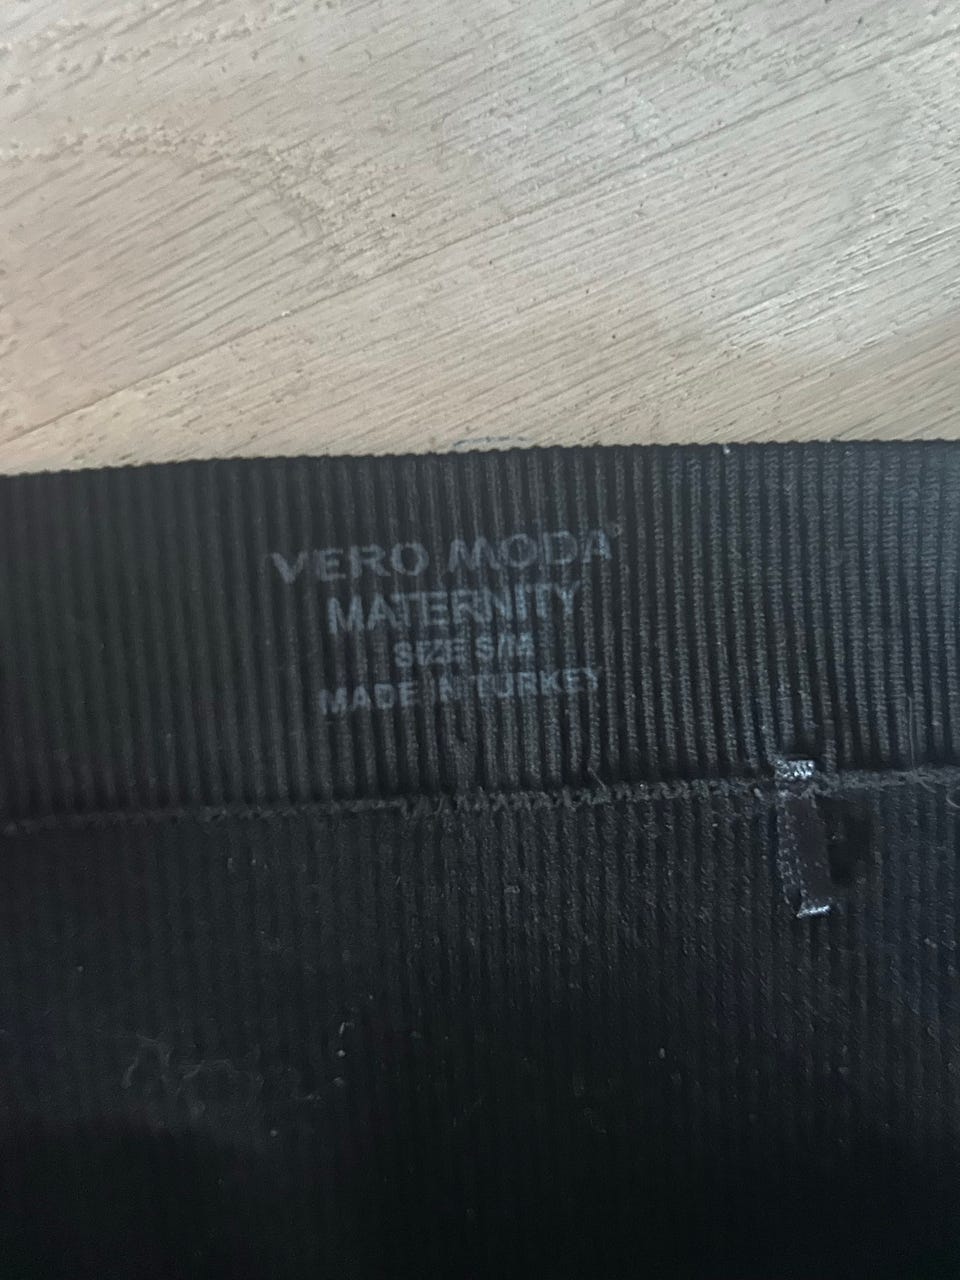 VERO MODA®
MATERNITY
SIZE S/M
MADE IN TURKEY